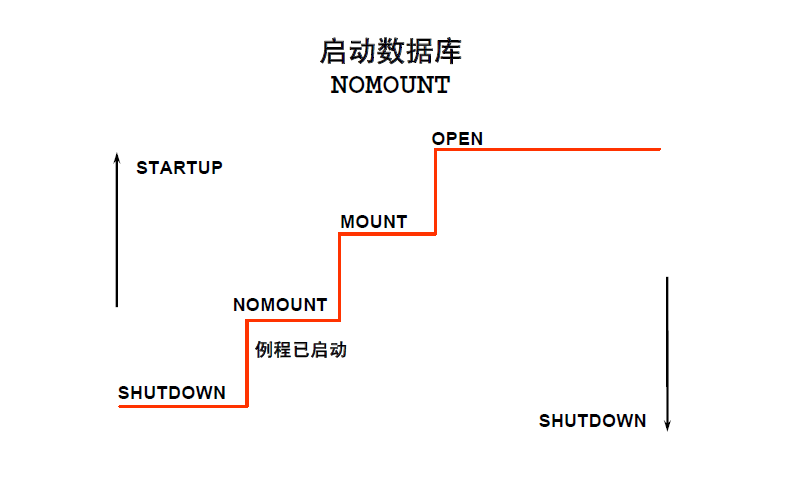 启动数据库
NOMOUNT
OPEN
STARTUP
MOUNT
NOMOUNT
例程已启动
SHUTDOWN
SHUTDOWN